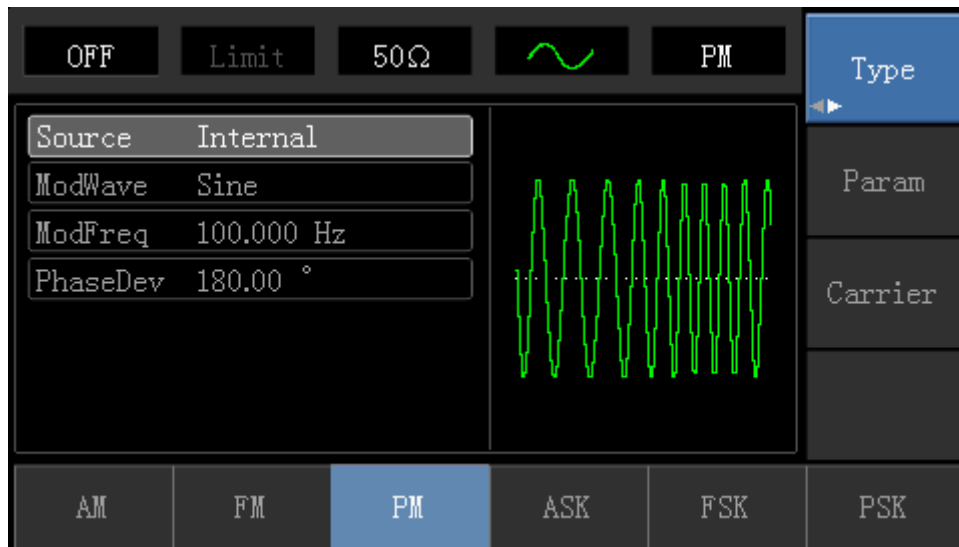 OFF Limit 50Ω PM Type
Source Internal
ModWave Sine
ModFreq 100.000 Hz
PhaseDev 180.00 °
Param
Carrier
AM FM PM ASK FSK PSK